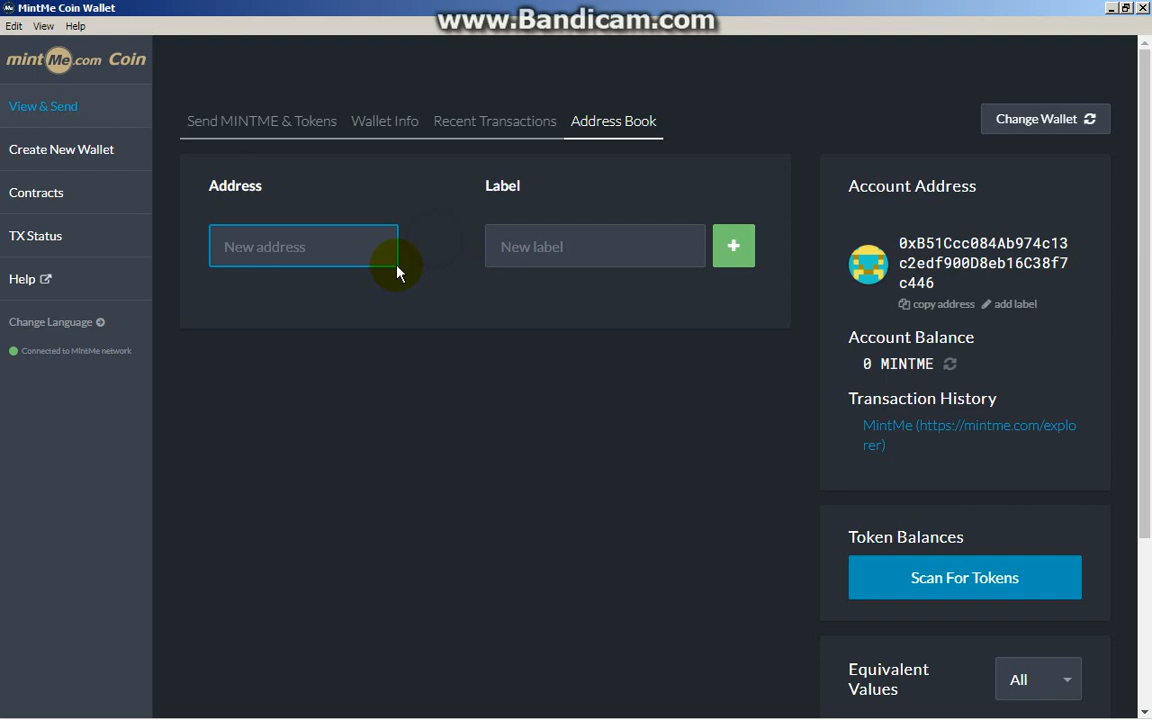 MintMe Coin Wallet
www.Bandicam.com
Edit View Help
mintMe.com Coin
View & Send
Create New Wallet
Contracts
TX Status
Help
Change Language
Connected to MintMe network
Send MINTME & Tokens Wallet Info Recent Transactions Address Book
Change Wallet
Address Label
New address New label
Account Address
0xB51Ccc084Ab974c13
c2edf900D8eb16C38f7
c446
copy address add label
Account Balance
0 MINTME
Transaction History
MintMe (https://mintme.com/explo
rer)
Token Balances
Scan For Tokens
Equivalent
Values
All